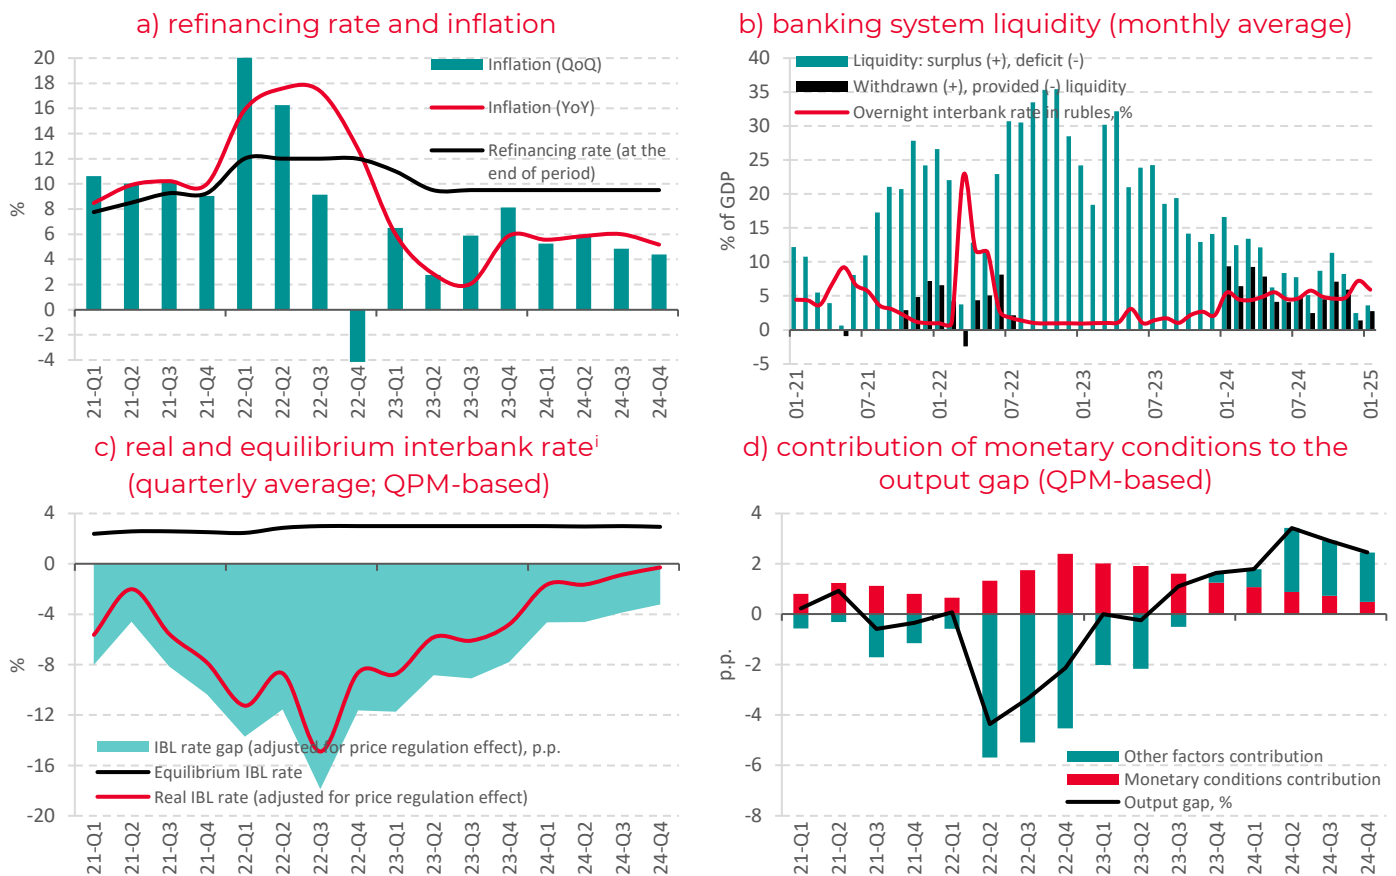 a) refinancing rate and inflation
20
18
16
14
12
10
8
6
4
2
0
-2
-4
%
Inflation (QoQ)
Inflation (YoY)
Refinancing rate (at the
end of period)
21-Q1
21-Q2
21-Q3
21-Q4
22-Q1
22-Q2
22-Q3
22-Q4
23-Q1
23-Q2
23-Q3
23-Q4
24-Q1
24-Q2
24-Q3
24-Q4
b) banking system liquidity (monthly average)
40
35
30
25
20
15
10
5
0
-5
% of GDP
Liquidity: surplus (+), deficit (-)
Withdrawn (+), provided (-) liquidity
Overnight interbank rate in rubles, %
01-21
07-21
01-22
07-22
01-23
07-23
01-24
07-24
01-25
c) real and equilibrium interbank rateⁱ
(quarterly average; QPM-based)
4
0
-4
-8
-12
-16
-20
%
IBL rate gap (adjusted for price regulation effect), p.p.
Equilibrium IBL rate
Real IBL rate (adjusted for price regulation effect)
21-Q1
21-Q2
21-Q3
21-Q4
22-Q1
22-Q2
22-Q3
22-Q4
23-Q1
23-Q2
23-Q3
23-Q4
24-Q1
24-Q2
24-Q3
24-Q4
d) contribution of monetary conditions to the
output gap (QPM-based)
4
2
0
-2
-4
-6
-8
p.p.
Other factors contribution
Monetary conditions contribution
Output gap, %
21-Q1
21-Q2
21-Q3
21-Q4
22-Q1
22-Q2
22-Q3
22-Q4
23-Q1
23-Q2
23-Q3
23-Q4
24-Q1
24-Q2
24-Q3
24-Q4